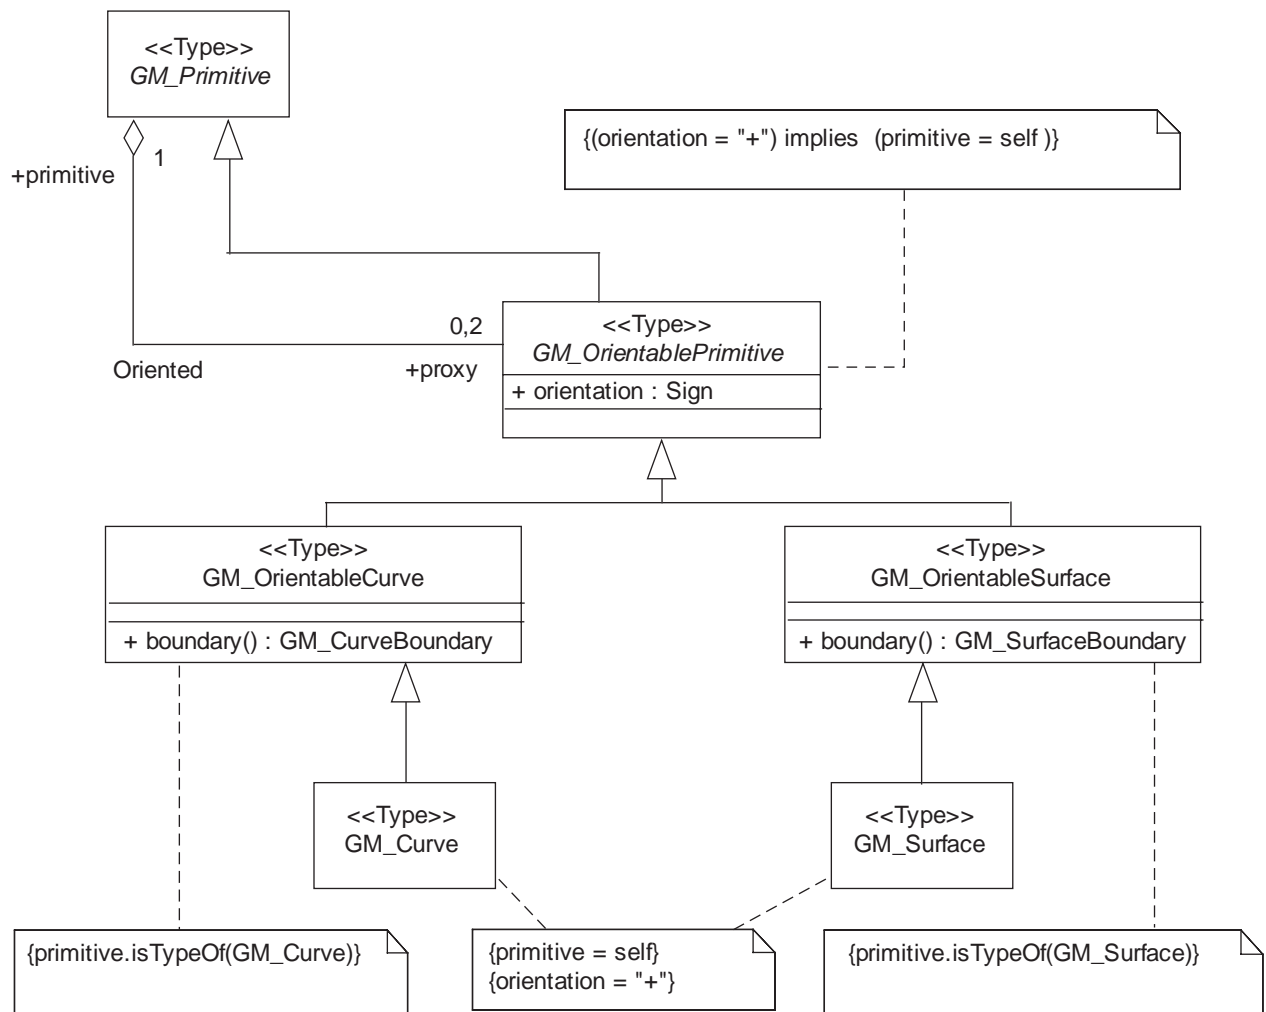 <<Type>>
GM_Primitive
1
+primitive
{(orientation = "+") implies  (primitive = self )}
0,2
Oriented
+proxy
<<Type>>
GM_OrientablePrimitive
+ orientation : Sign
<<Type>>
GM_OrientableCurve
+ boundary() : GM_CurveBoundary
<<Type>>
GM_OrientableSurface
+ boundary() : GM_SurfaceBoundary
<<Type>>
GM_Curve
<<Type>>
GM_Surface
{primitive.isTypeOf(GM_Curve)}
{primitive = self}
{orientation = "+"}
{primitive.isTypeOf(GM_Surface)}